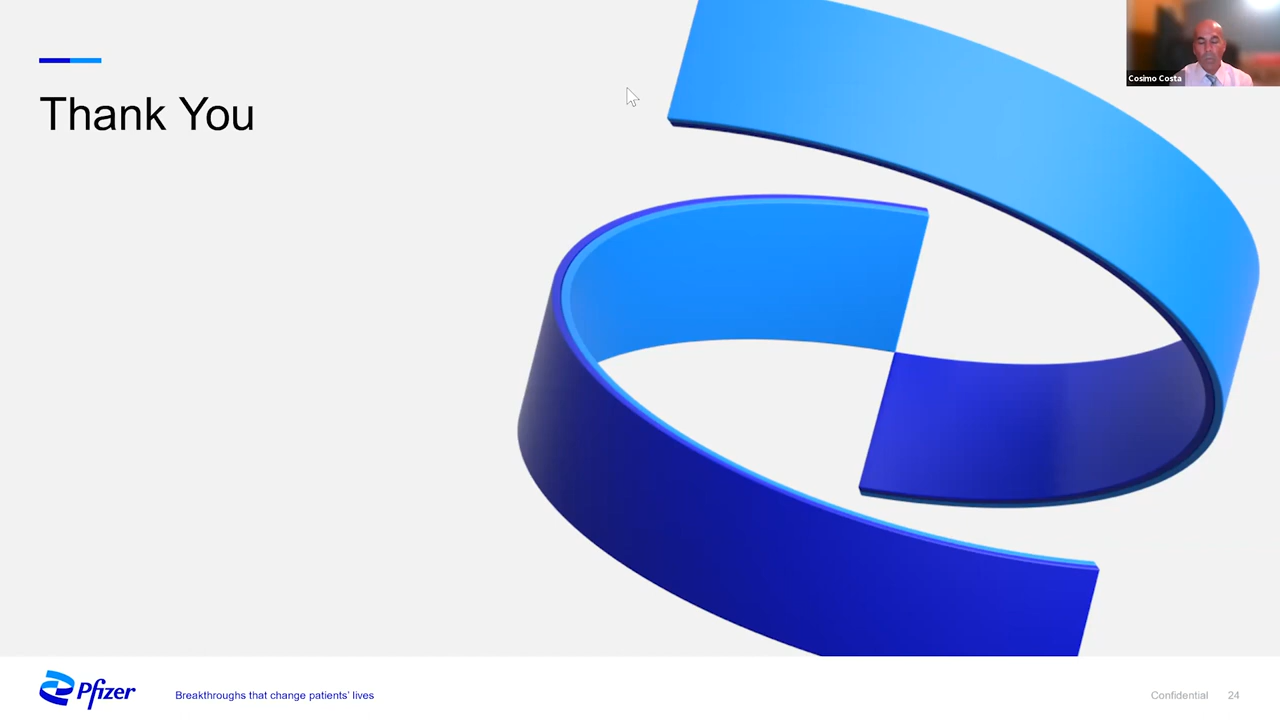 Cosimo Costa
Thank You
Pfizer
Breakthroughs that change patients’ lives
Confidential 24